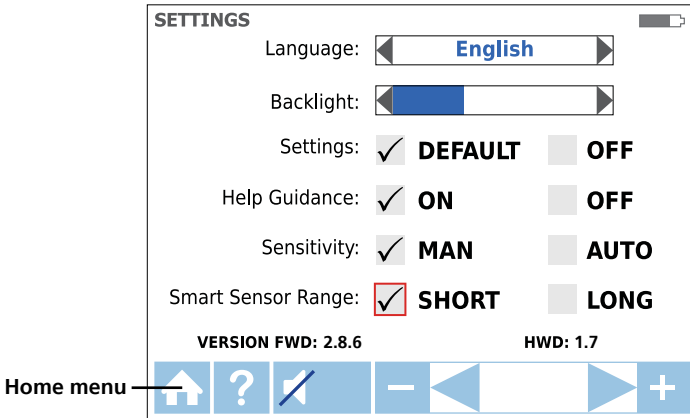 SETTINGS
Language: English
Backlight:
Settings: DEFAULT OFF
Help Guidance: ON OFF
Sensitivity: MAN AUTO
Smart Sensor Range: SHORT LONG
VERSION FWD: 2.8.6 HWD: 1.7
Home menu ? − +